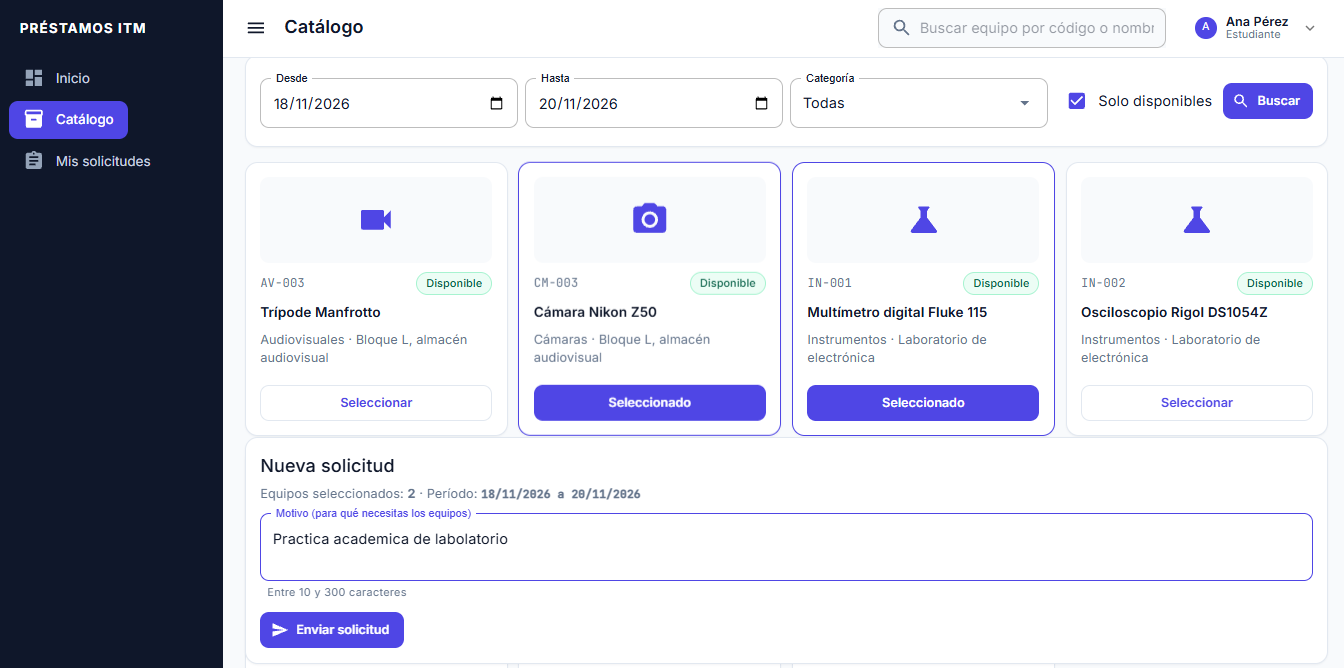 PRÉSTAMOS ITM
Inicio
Catálogo
Mis solicitudes
Catálogo
Buscar equipo por código o nombr
A
Ana Pérez
Estudiante
Desde
18/11/2026
Hasta
20/11/2026
Categoría
Todas
Solo disponibles
Buscar
AV-003
Disponible
Trípode Manfrotto
Audiovisuales · Bloque L, almacén
audiovisual
Seleccionar
CM-003
Disponible
Cámara Nikon Z50
Cámaras · Bloque L, almacén
audiovisual
Seleccionado
IN-001
Disponible
Multímetro digital Fluke 115
Instrumentos · Laboratorio de
electrónica
Seleccionado
IN-002
Disponible
Osciloscopio Rigol DS1054Z
Instrumentos · Laboratorio de
electrónica
Seleccionar
Nueva solicitud
Equipos seleccionados: 2 · Período: 18/11/2026 a 20/11/2026
Motivo (para qué necesitas los equipos)
Practica academica de labolatorio
Entre 10 y 300 caracteres
Enviar solicitud